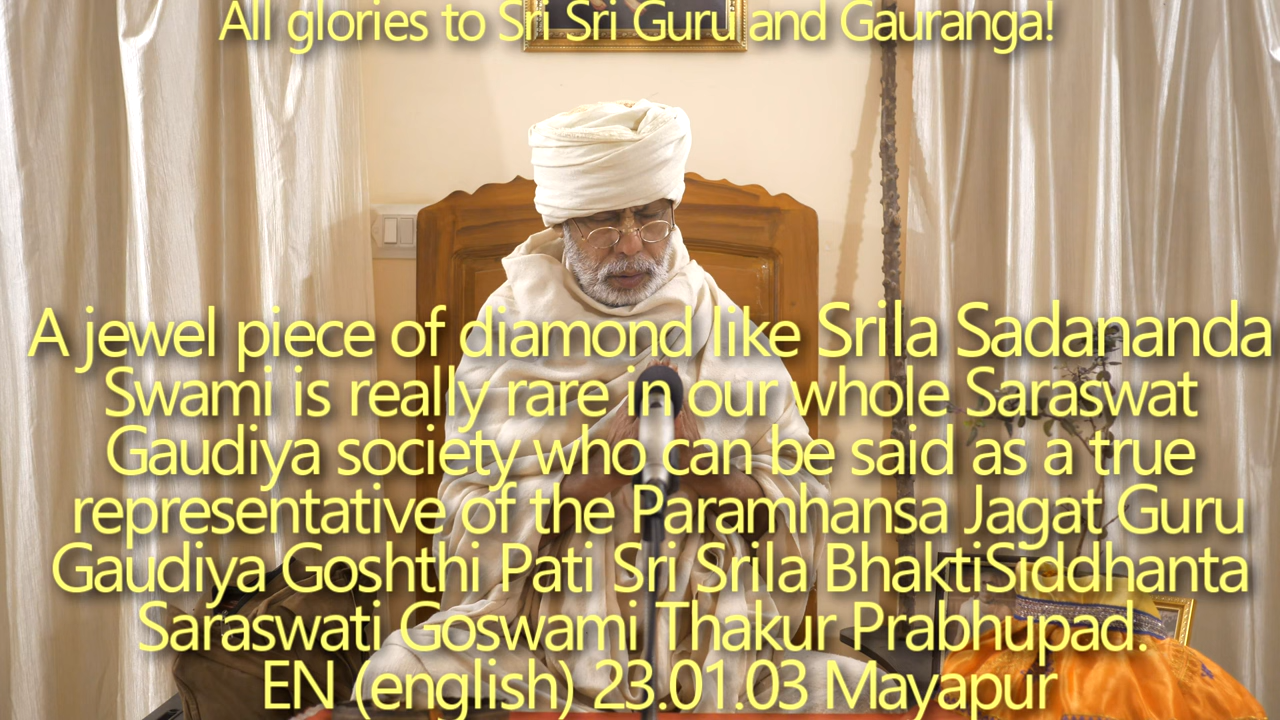 All glories to Sri Sri Guru and Gauranga!
A jewel piece of diamond like Srila Sadananda
Swami is really rare in our whole Saraswat
Gaudiya society who can be said as a true
representative of the Paramhansa Jagat Guru
Gaudiya Goshthi Pati Sri Srila BhaktiSiddhanta
Saraswati Goswami Thakur Prabhupad.
EN (english) 23.01.03 Mayapur